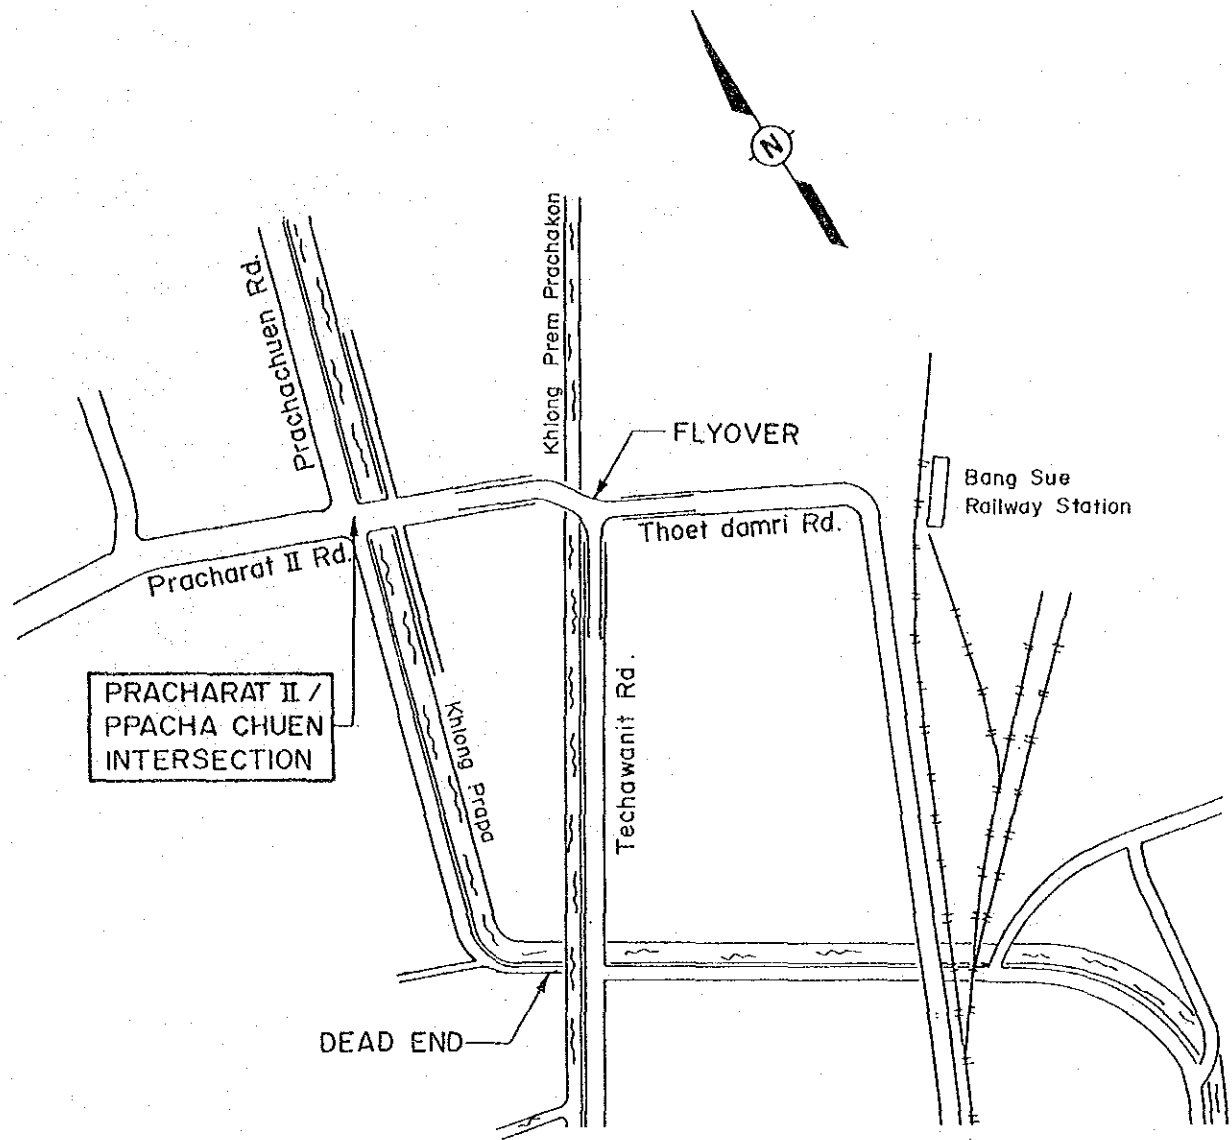 N
Prachachuen Rd.
Khlong Prem Prachakon
FLYOVER
Bang Sue
Railway Station
Thoet damri Rd.
Pracharat II Rd.
PRACHARAT II /
PPACHA CHUEN
INTERSECTION
Khlong Prapa
Techawanit Rd.
DEAD END